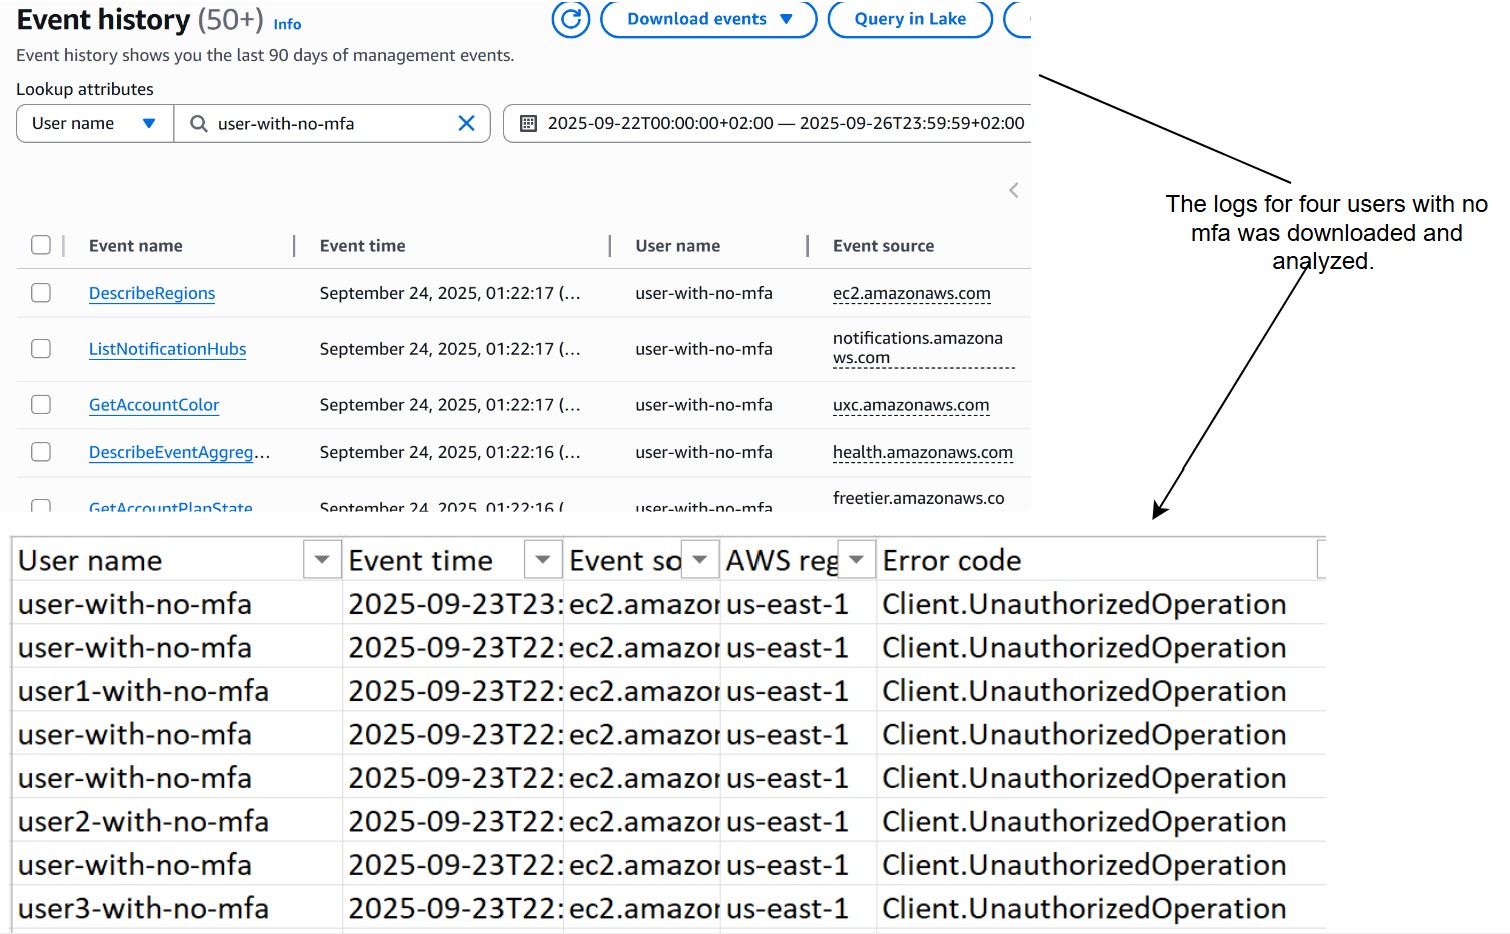 Event history (50+) Info
Download events
Query in Lake
Event history shows you the last 90 days of management events.
Lookup attributes
User name
user-with-no-mfa
2025-09-22T00:00:00+02:00 — 2025-09-26T23:59:59+02:00
Event name Event time User name Event source
DescribeRegions September 24, 2025, 01:22:17 (... user-with-no-mfa ec2.amazonaws.com
ListNotificationHubs September 24, 2025, 01:22:17 (... user-with-no-mfa notifications.amazona
ws.com
GetAccountColor September 24, 2025, 01:22:17 (... user-with-no-mfa uxc.amazonaws.com
DescribeEventAggreg... September 24, 2025, 01:22:16 (... user-with-no-mfa health.amazonaws.com
GetAccountPlanState September 24, 2025, 01:22:16 ( user-with-no-mfa freetier.amazonaws.co
The logs for four users with no
mfa was downloaded and
analyzed.
User name Event time Event so AWS reg Error code
user-with-no-mfa 2025-09-23T23: ec2.amazon us-east-1 Client.UnauthorizedOperation
user-with-no-mfa 2025-09-23T22: ec2.amazon us-east-1 Client.UnauthorizedOperation
user1-with-no-mfa 2025-09-23T22: ec2.amazon us-east-1 Client.UnauthorizedOperation
user-with-no-mfa 2025-09-23T22: ec2.amazon us-east-1 Client.UnauthorizedOperation
user-with-no-mfa 2025-09-23T22: ec2.amazon us-east-1 Client.UnauthorizedOperation
user2-with-no-mfa 2025-09-23T22: ec2.amazon us-east-1 Client.UnauthorizedOperation
user-with-no-mfa 2025-09-23T22: ec2.amazon us-east-1 Client.UnauthorizedOperation
user3-with-no-mfa 2025-09-23T22: ec2.amazon us-east-1 Client.UnauthorizedOperation